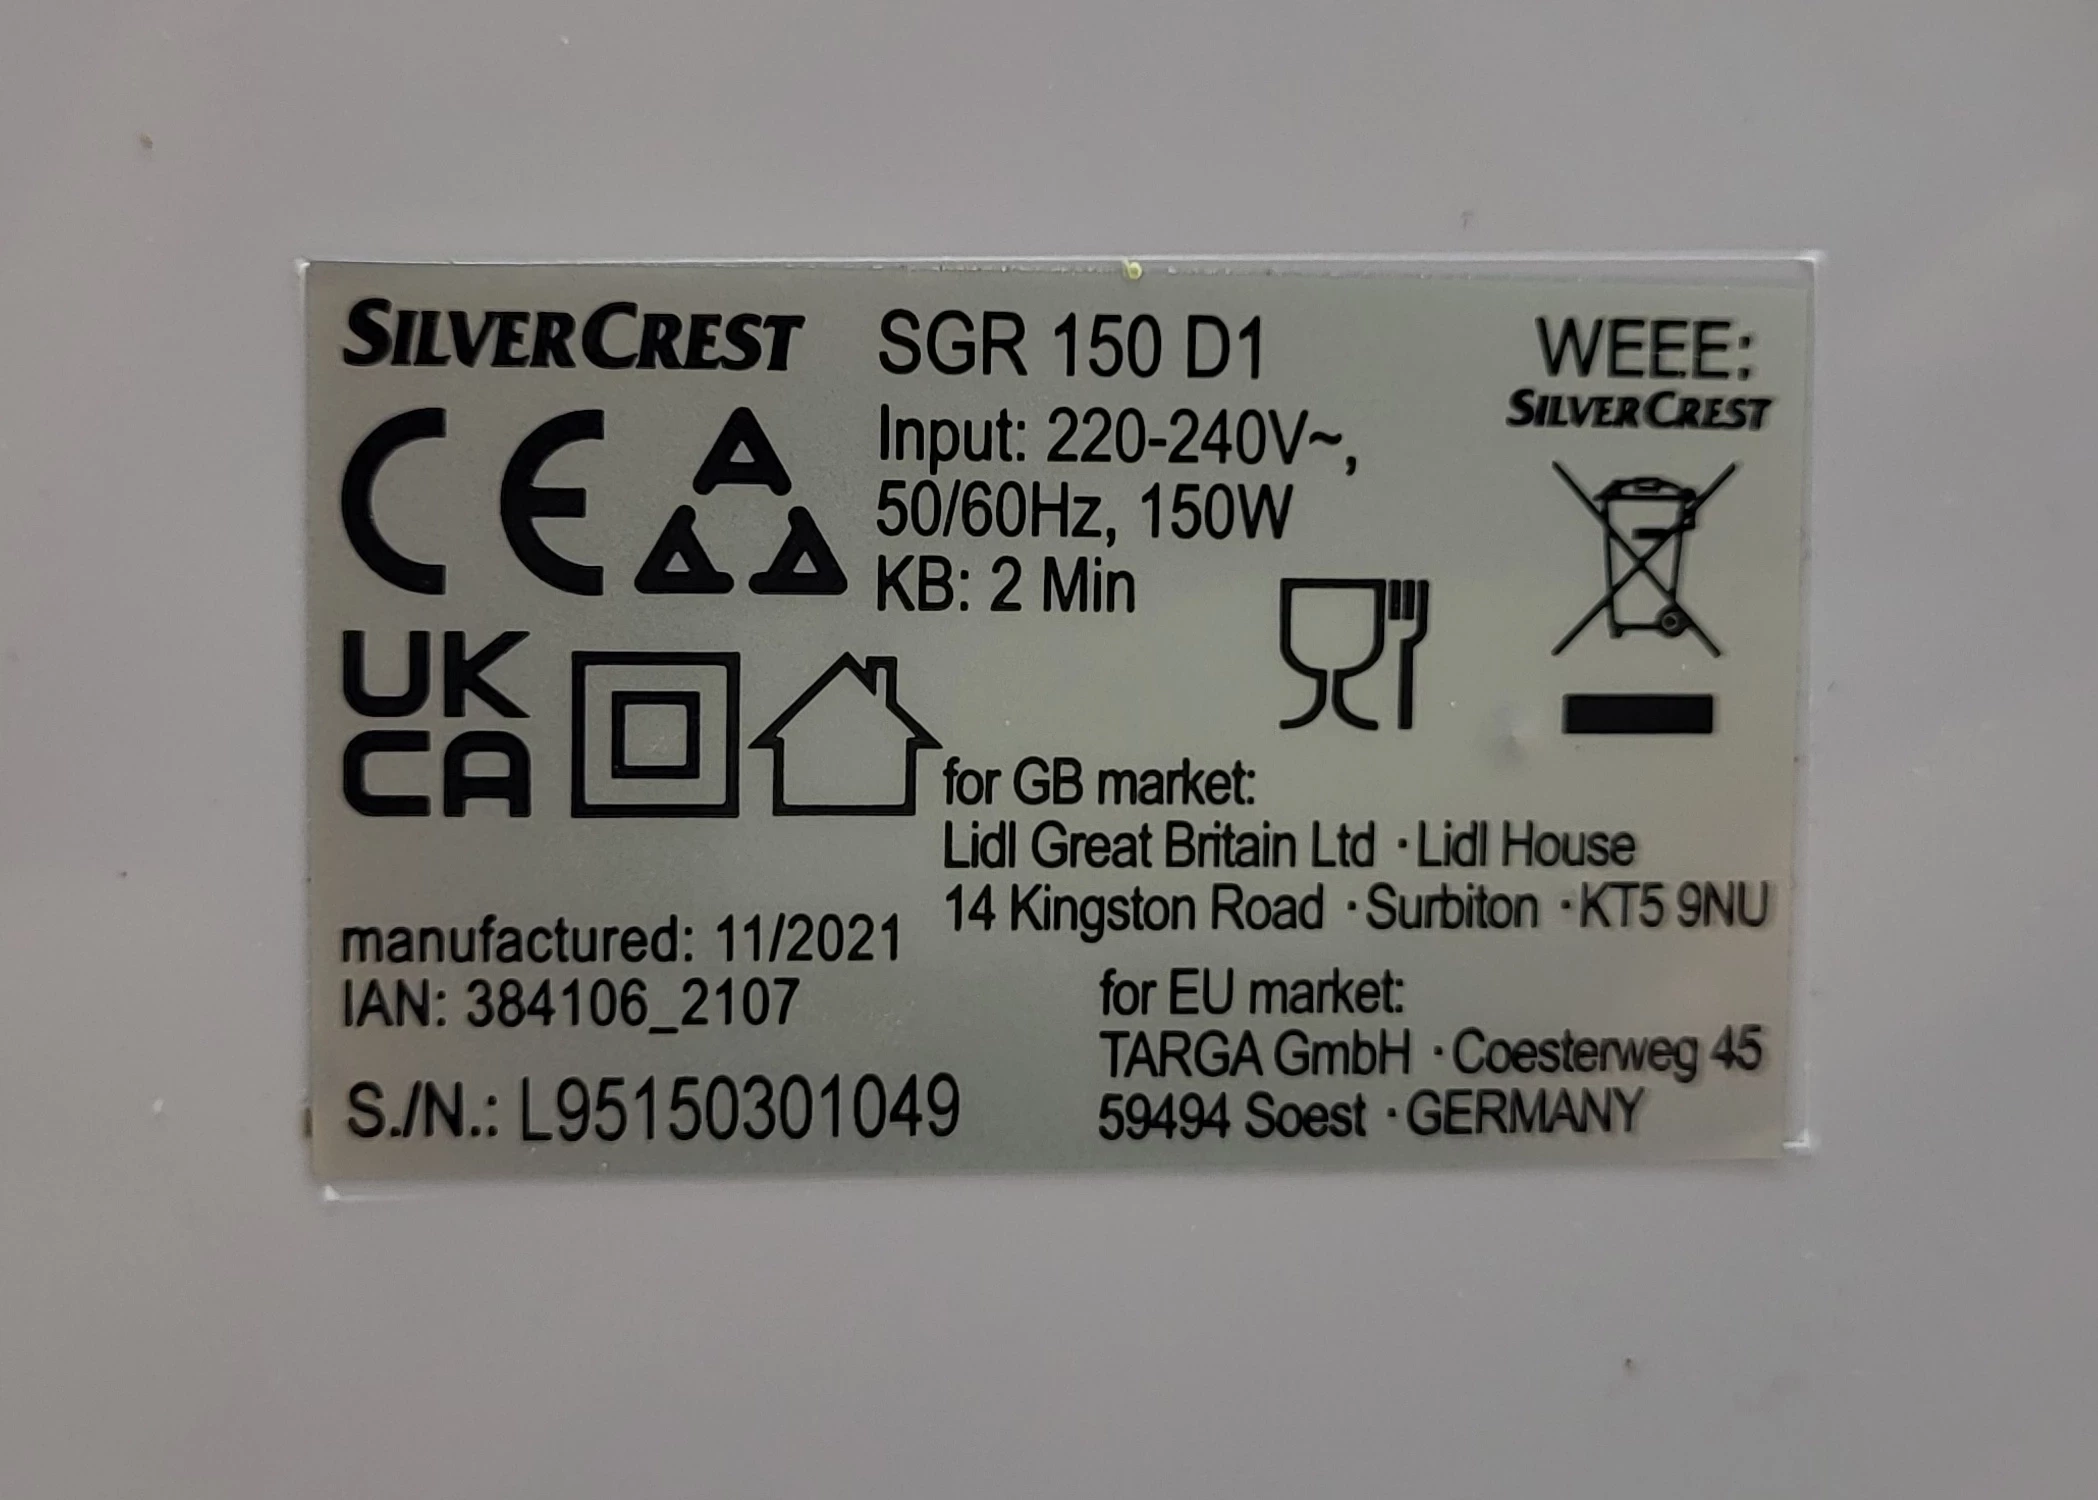 SILVERCREST SGR 150 D1
Input: 220-240V~,
50/60Hz, 150W
KB: 2 Min
WEEE:
SILVERCREST
CE
UK
CA
for GB market:
Lidl Great Britain Ltd · Lidl House
14 Kingston Road · Surbiton · KT5 9NU
manufactured: 11/2021
IAN: 384106_2107
S./N.: L95150301049
for EU market:
TARGA GmbH · Coesterweg 45
59494 Soest · GERMANY